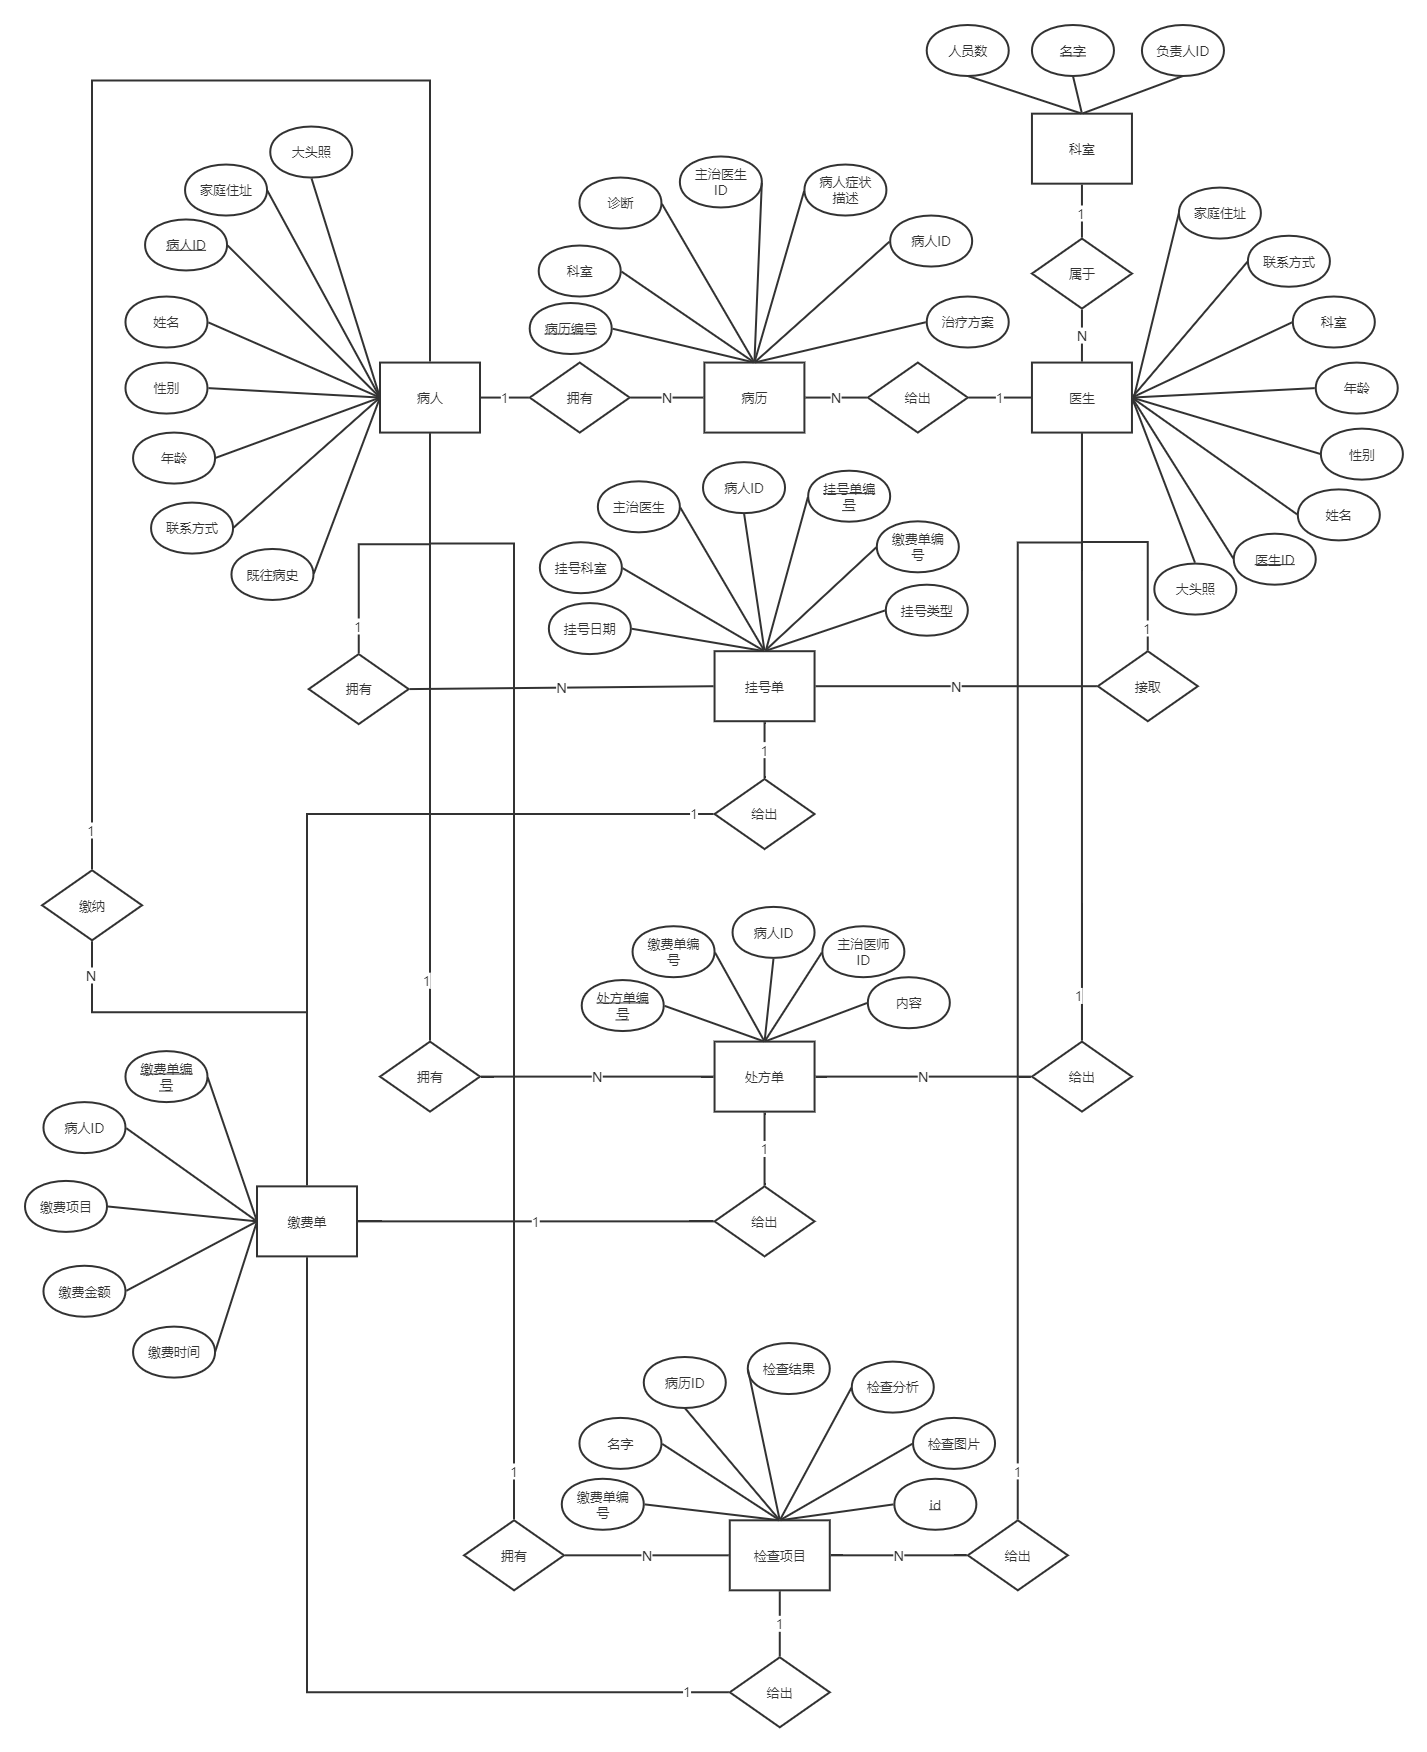 人员数
名字
负责人ID
科室
1
属于
N
大头照
家庭住址
病人ID
姓名
性别
年龄
联系方式
既往病史
病人
1
拥有
N
主治医生
ID
病人症状
描述
诊断
病人ID
科室
病历编号
治疗方案
病历
N
给出
1
医生
家庭住址
联系方式
科室
年龄
性别
姓名
医生ID
大头照
病人ID
挂号单编
号
主治医生
缴费单编
号
挂号科室
挂号类型
挂号日期
1
拥有
N
挂号单
N
接取
1
1
1
给出
1
缴纳
N
病人ID
缴费单编
号
主治医师
ID
处方单编
号
内容
1
1
拥有
N
处方单
N
给出
缴费单编
号
病人ID
缴费项目
缴费金额
缴费时间
缴费单
1
1
给出
检查结果
病历ID
检查分析
名字
检查图片
缴费单编
号
id
1
1
拥有
N
检查项目
N
给出
1
1
给出